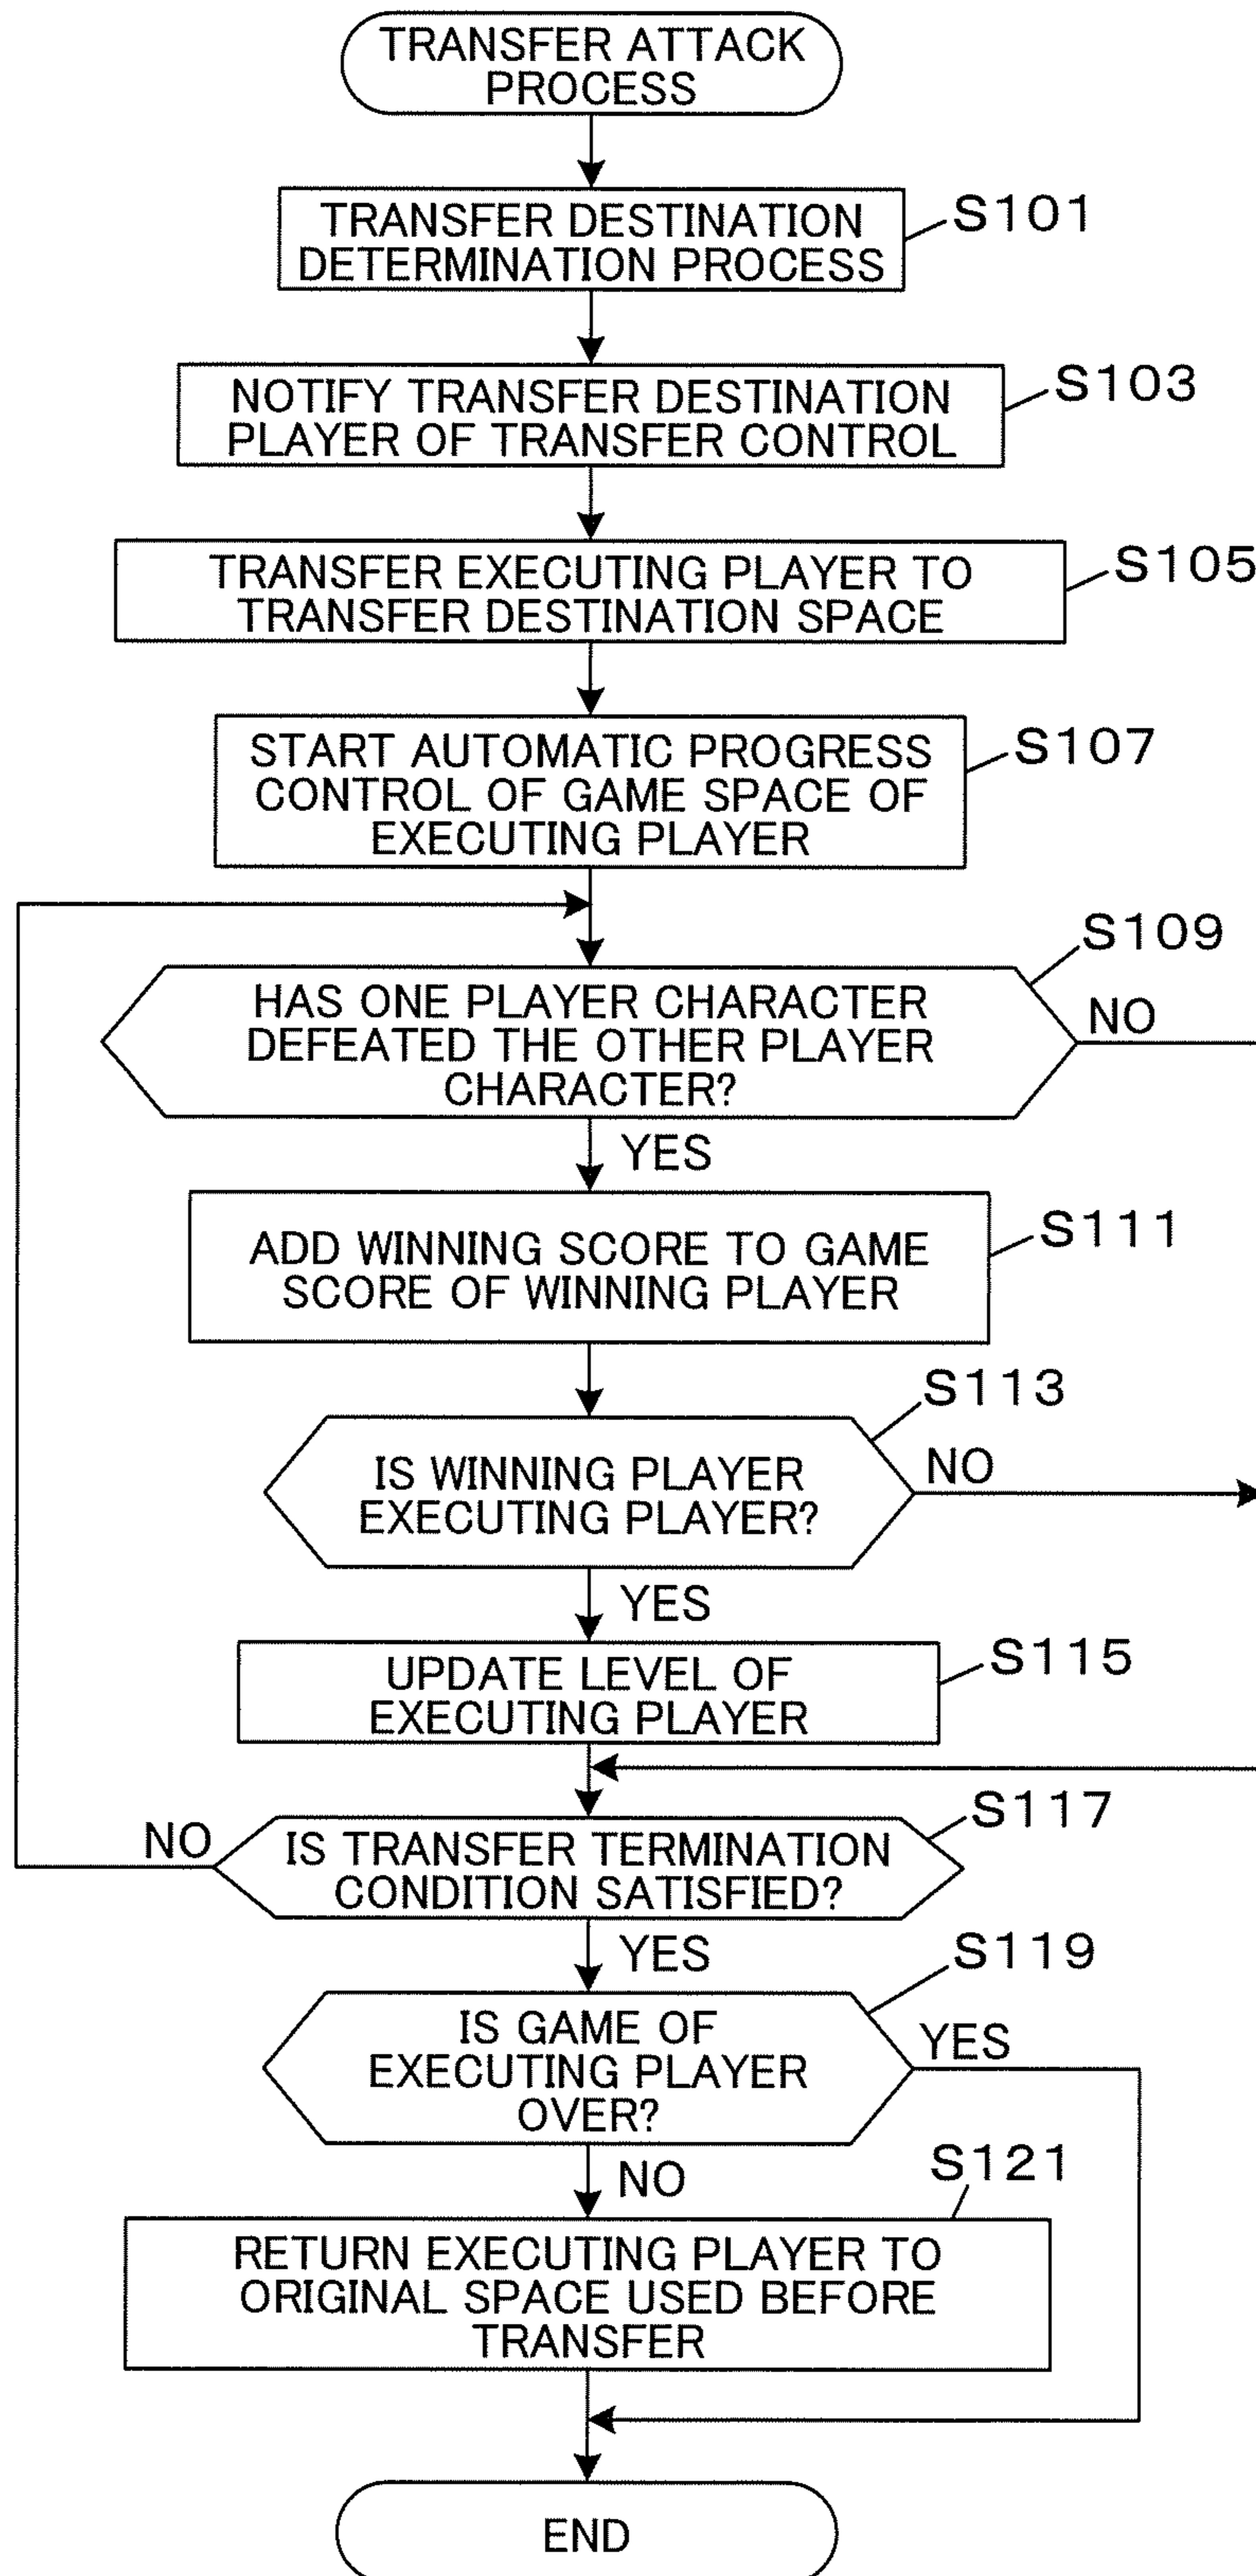 TRANSFER ATTACK
PROCESS
S101
TRANSFER DESTINATION
DETERMINATION PROCESS
S103
NOTIFY TRANSFER DESTINATION
PLAYER OF TRANSFER CONTROL
S105
TRANSFER EXECUTING PLAYER TO
TRANSFER DESTINATION SPACE
S107
START AUTOMATIC PROGRESS
CONTROL OF GAME SPACE OF
EXECUTING PLAYER
S109
HAS ONE PLAYER CHARACTER
DEFEATED THE OTHER PLAYER
CHARACTER?
NO
YES
S111
ADD WINNING SCORE TO GAME
SCORE OF WINNING PLAYER
S113
IS WINNING PLAYER
EXECUTING PLAYER?
NO
YES
S115
UPDATE LEVEL OF
EXECUTING PLAYER
S117
NO
IS TRANSFER TERMINATION
CONDITION SATISFIED?
YES
S119
IS GAME OF
EXECUTING PLAYER
OVER?
YES
NO
S121
RETURN EXECUTING PLAYER TO
ORIGINAL SPACE USED BEFORE
TRANSFER
END